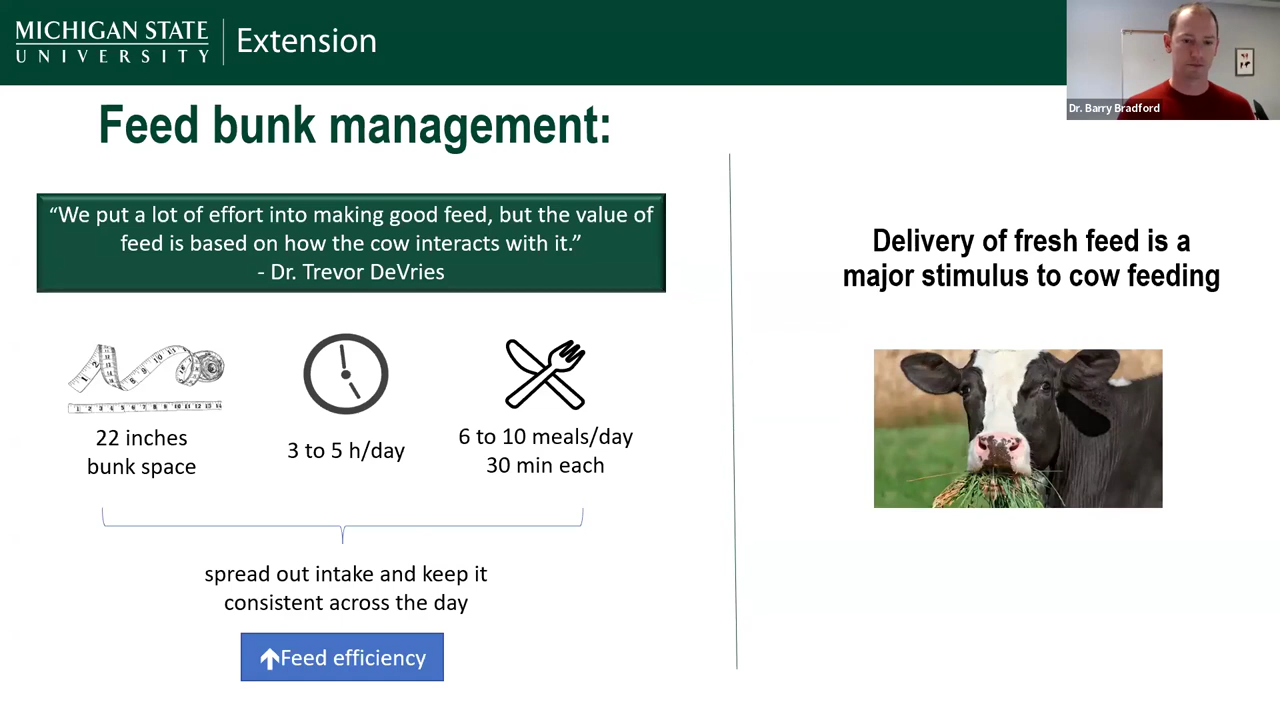 MICHIGAN STATE
UNIVERSITY
Extension
Dr. Barry Bradford
Feed bunk management:
“We put a lot of effort into making good feed, but the value of
feed is based on how the cow interacts with it.”
- Dr. Trevor DeVries
22 inches
bunk space
3 to 5 h/day
6 to 10 meals/day
30 min each
spread out intake and keep it
consistent across the day
Feed efficiency
Delivery of fresh feed is a
major stimulus to cow feeding